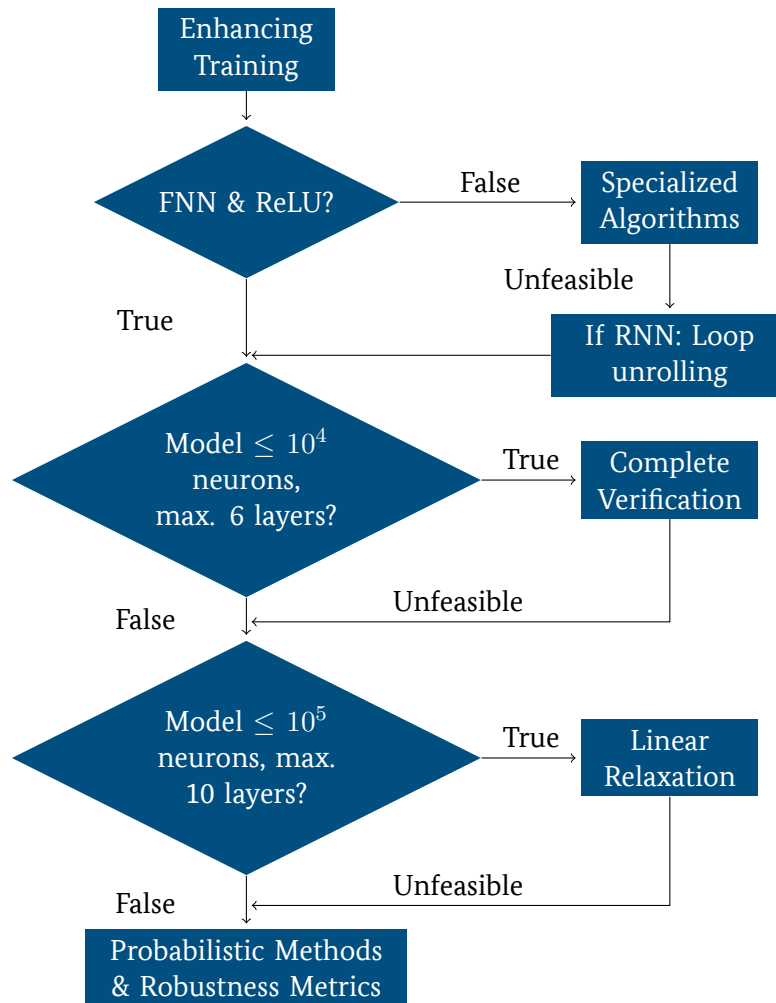 Enhancing
Training
FNN & ReLU?
False
Specialized
Algorithms
Unfeasible
True
If RNN: Loop
unrolling
Model ≤ 10⁴
neurons,
max. 6 layers?
True
Complete
Verification
Unfeasible
False
Model ≤ 10⁵
neurons, max.
10 layers?
True
Linear
Relaxation
Unfeasible
False
Probabilistic Methods
& Robustness Metrics